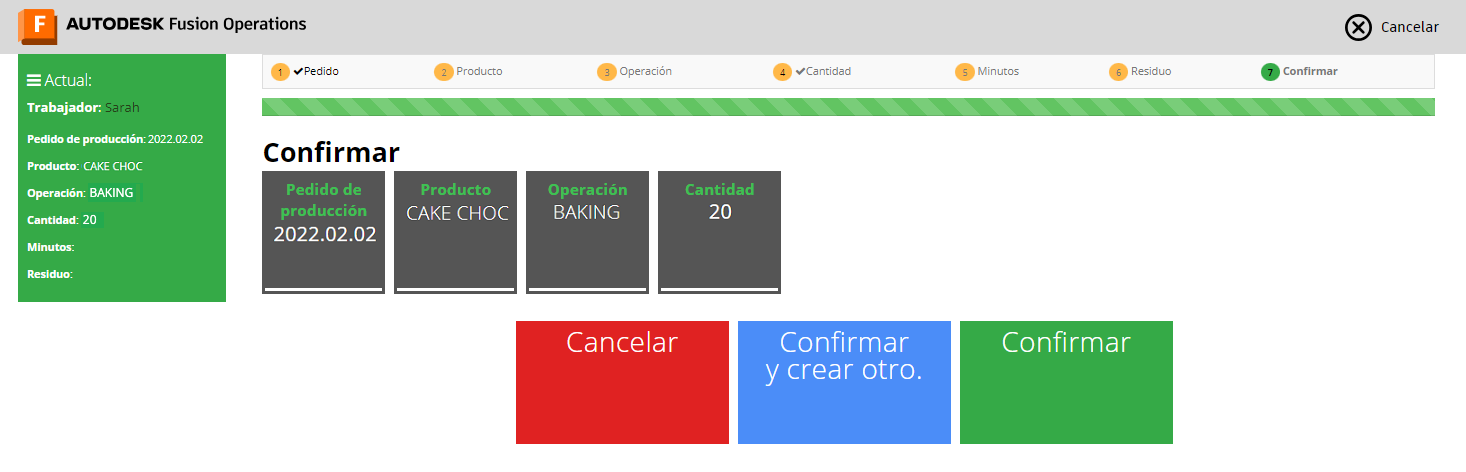 F AUTODESK Fusion Operations
Cancelar
Actual:
Trabajador: Sarah
Pedido de producción: 2022.02.02
Producto: CAKE CHOC
Operación: BAKING
Cantidad: 20
Minutos:
Residuo:
1 Pedido 2 Producto 3 Operación 4 Cantidad 5 Minutos 6 Residuo 7 Confirmar
Confirmar
Pedido de
producción
2022.02.02
Producto
CAKE CHOC
Operación
BAKING
Cantidad
20
Cancelar
Confirmar
y crear otro.
Confirmar